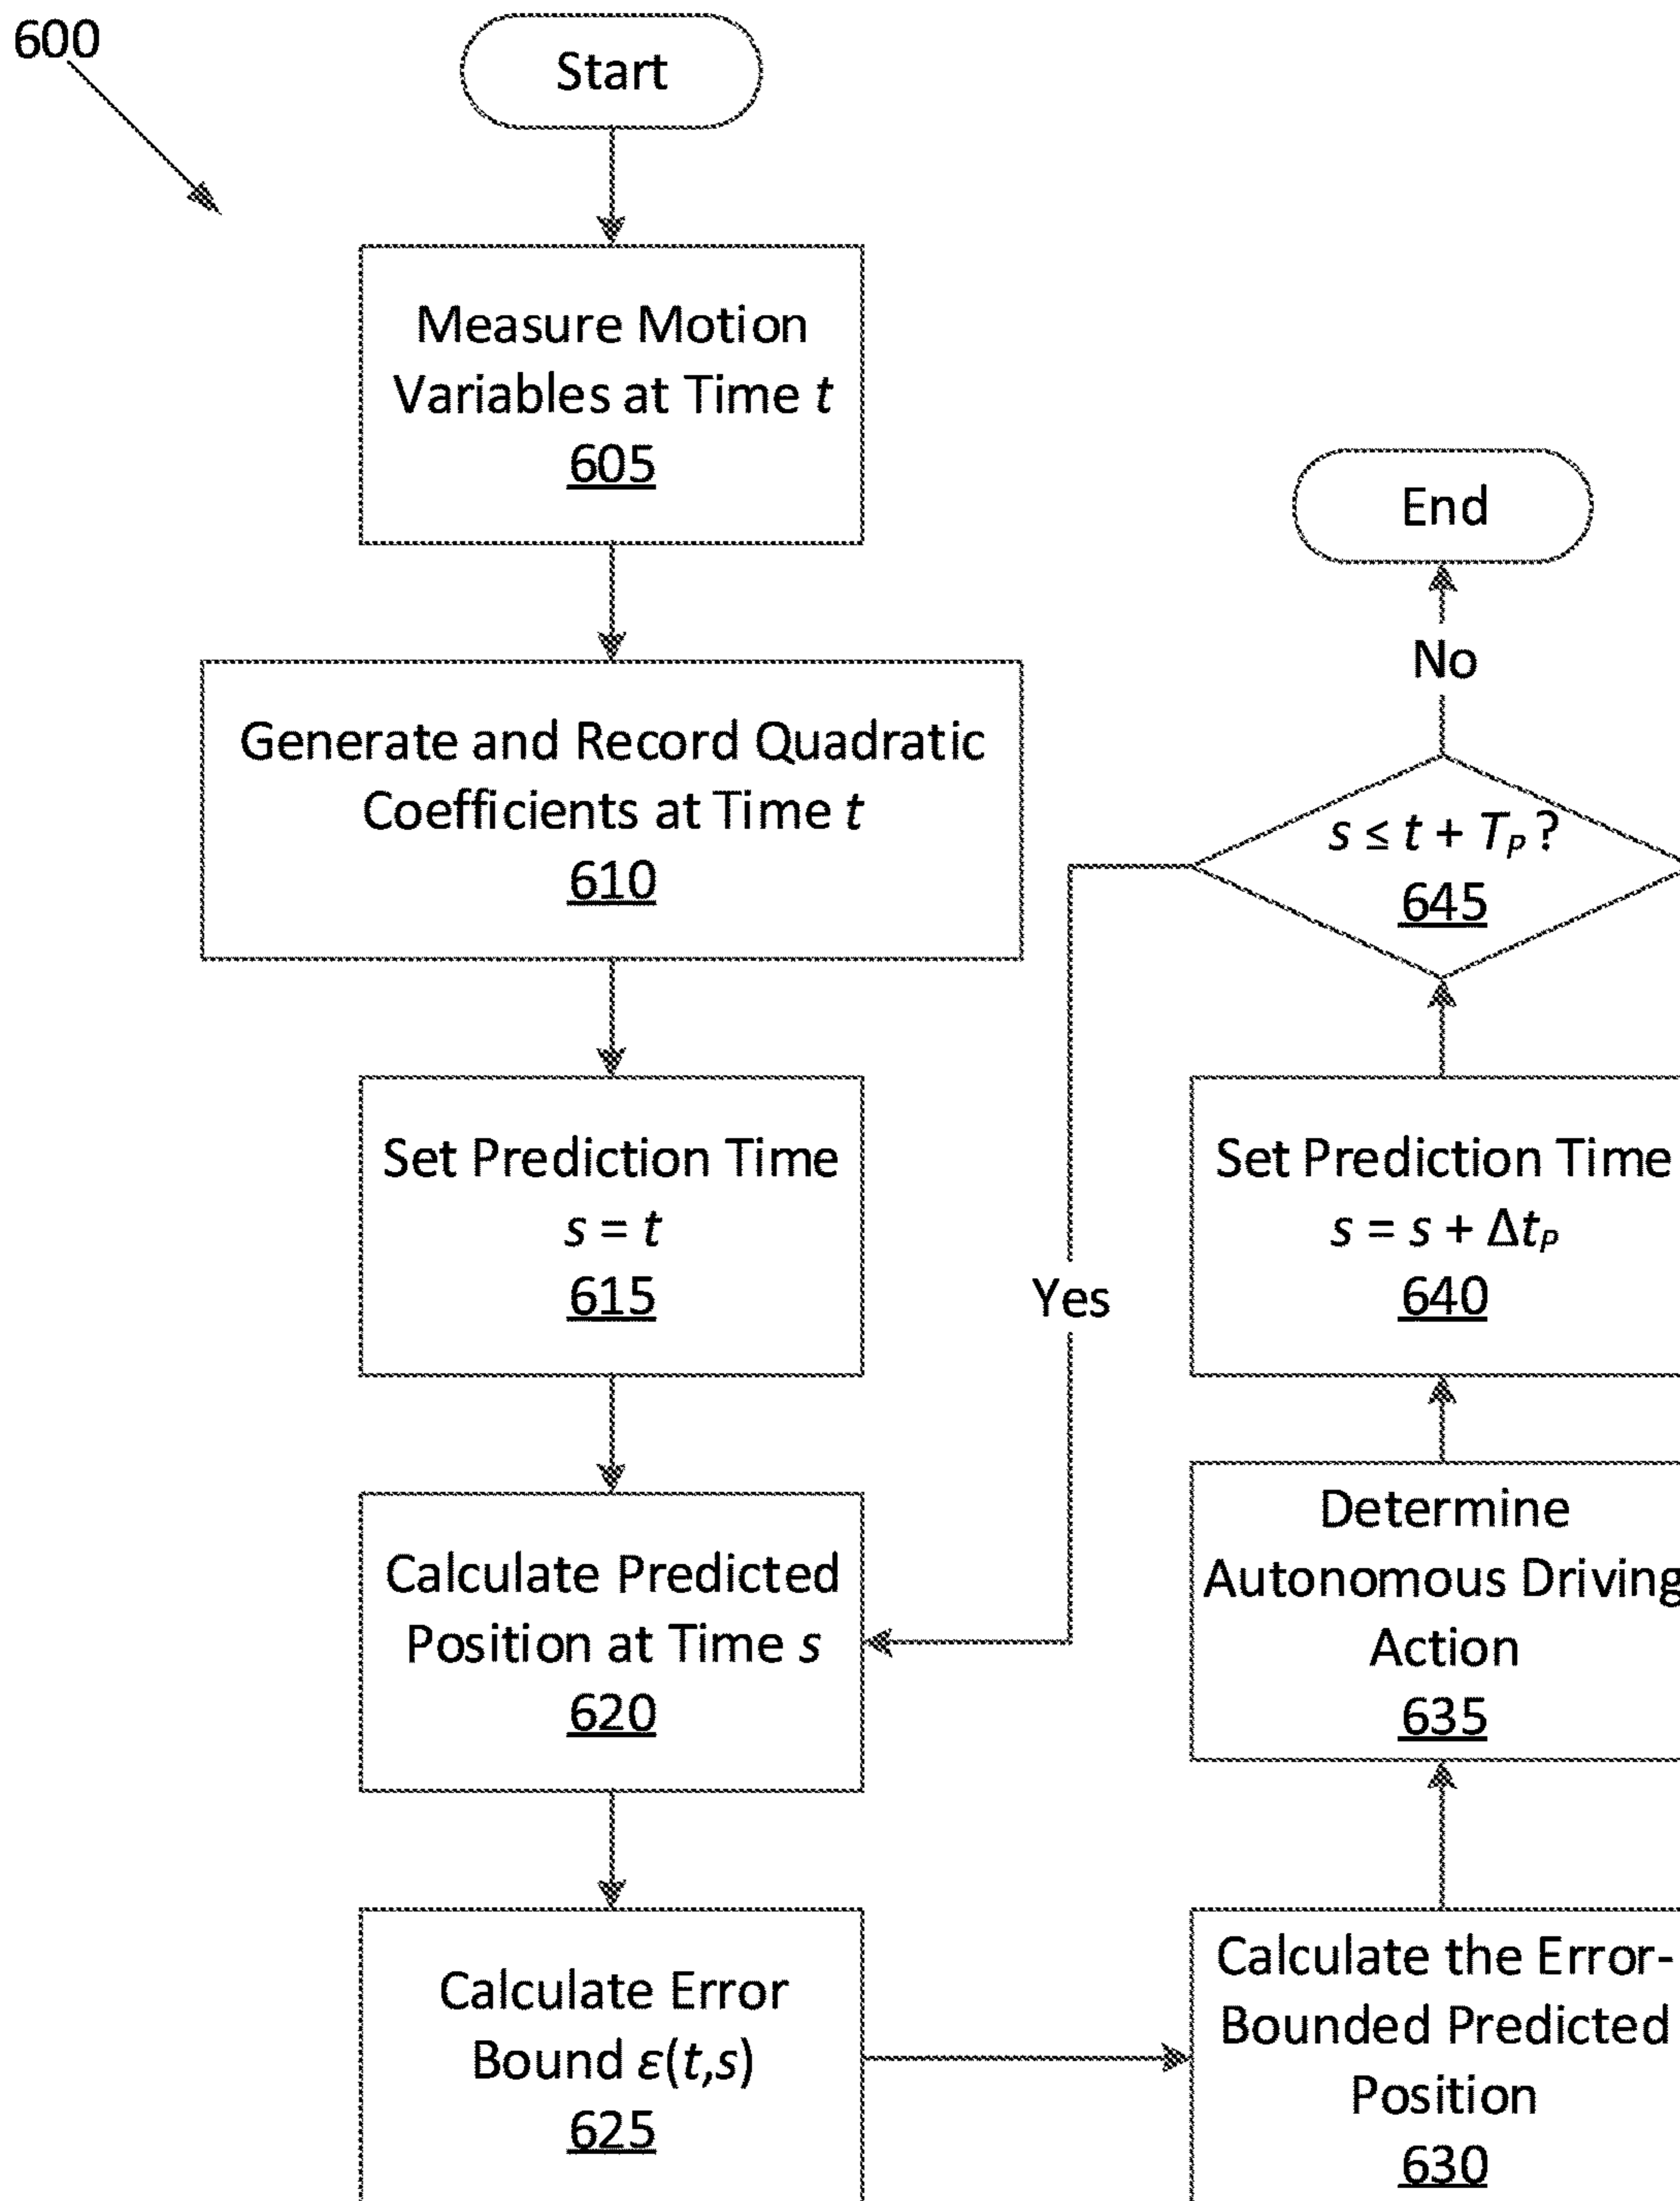 600
Start
Measure Motion
Variables at Time t
605
Generate and Record Quadratic
Coefficients at Time t
610
Set Prediction Time
s = t
615
Calculate Predicted
Position at Time s
620
Calculate Error
Bound ε(t,s)
625
Calculate the Error-
Bounded Predicted
Position
630
Determine
Autonomous Driving
Action
635
Set Prediction Time
s = s + Δtₚ
640
s ≤ t + Tₚ ?
645
Yes
No
End